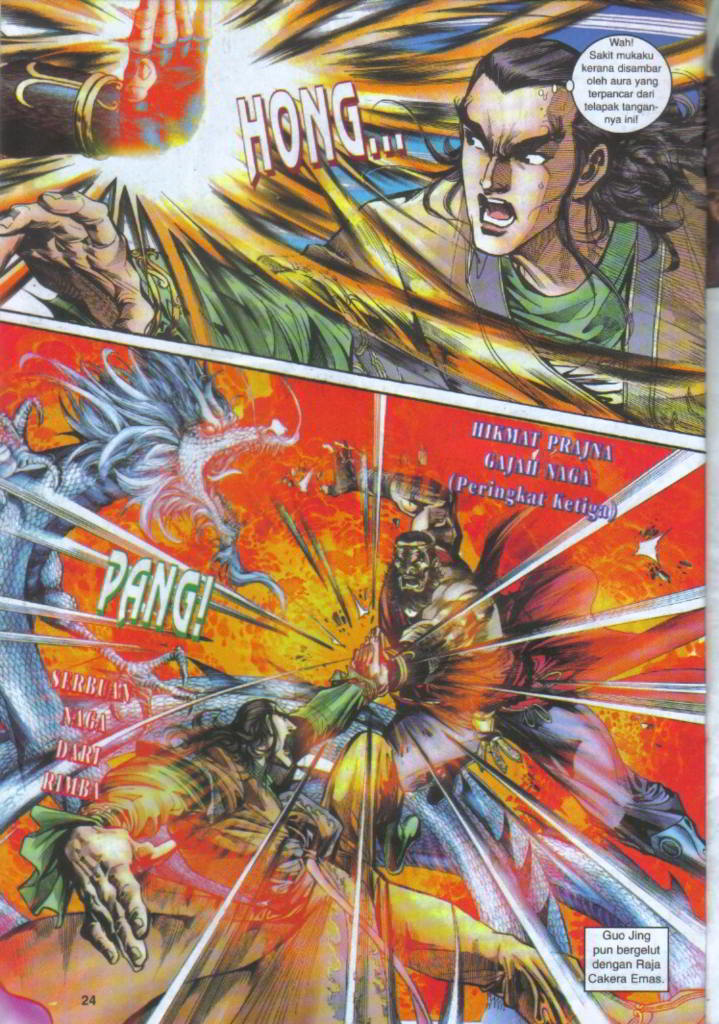 Wah!
Sakit mukaku
kerana disambar
oleh aura yang
terpancar dari
telapak tangan-
nya ini!
HONG...
HIKMAT PRAJNA
GAJAH NAGA
(Peringkat Ketiga)
PANG!
SERBUAN
NAGA
DARI
RIMBA
Guo Jing
pun bergelut
dengan Raja
Cakera Emas.
24